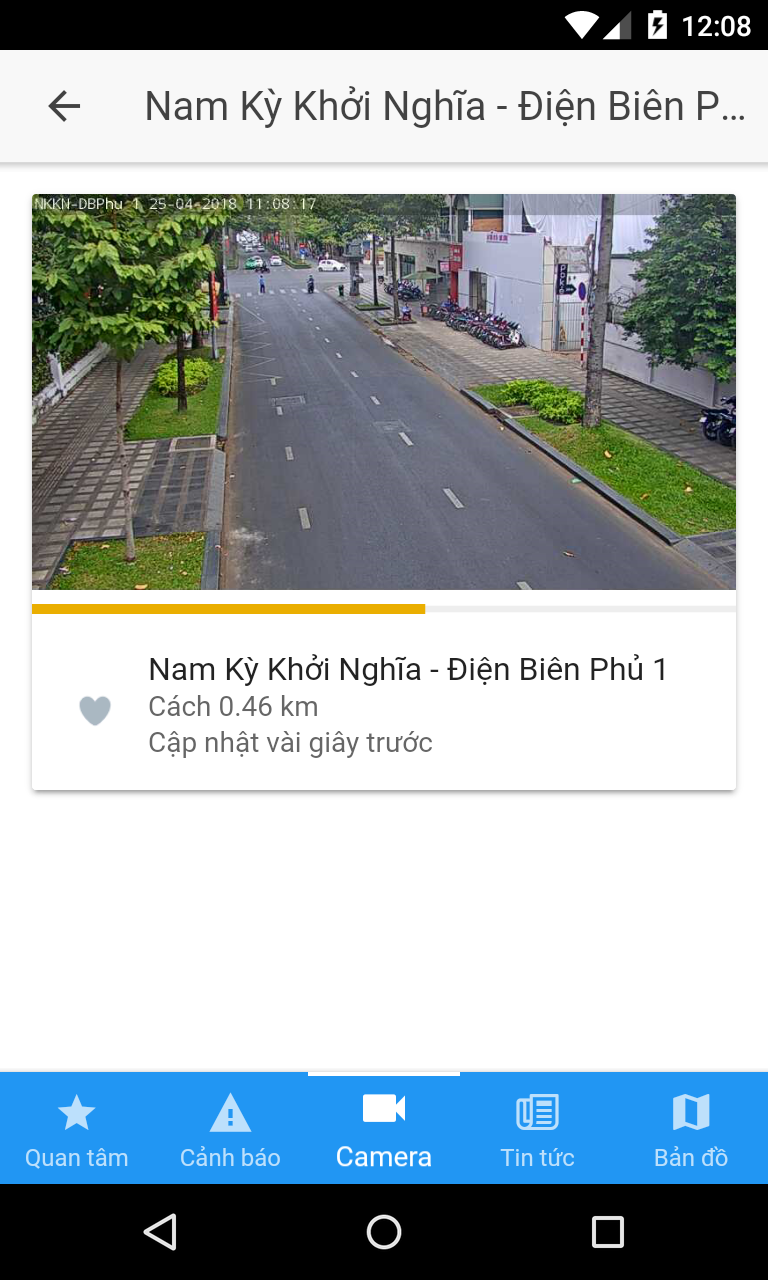 12:08
Nam Kỳ Khởi Nghĩa - Điện Biên P...
NKKN-DBPhu 1 25-04-2018 11:08:17
Nam Kỳ Khởi Nghĩa - Điện Biên Phủ 1
Cách 0.46 km
Cập nhật vài giây trước
Quan tâm
Cảnh báo
Camera
Tin tức
Bản đồ